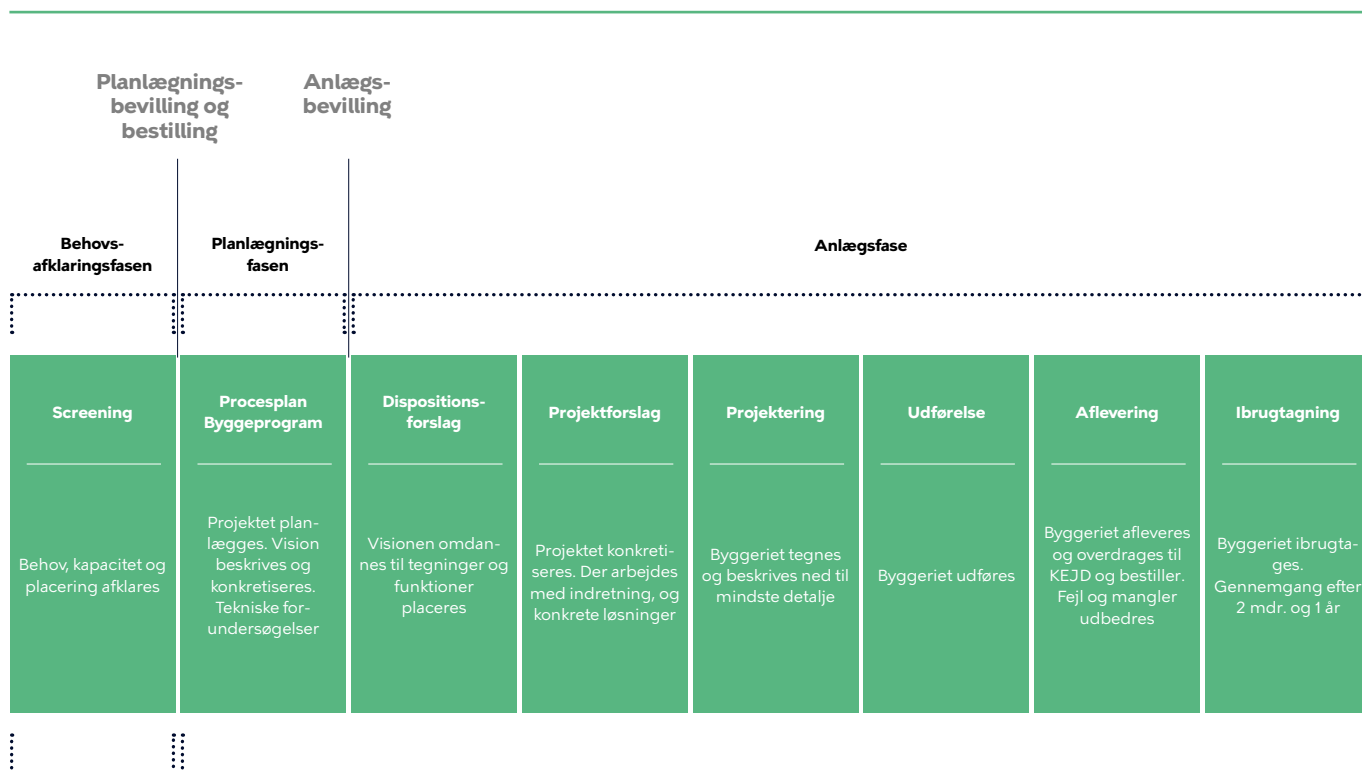 Planlægnings-
bevilling og
bestilling
Anlægs-
bevilling
Behovs-
afklaringsfasen
Planlægnings-
fasen
Anlægsfase
Screening
Behov, kapacitet og
placering afklares
Procesplan
Byggeprogram
Projektet plan-
lægges. Vision
beskrives og
konkretiseres.
Tekniske for-
undersøgelser
Dispositions-
forslag
Visionen omdan-
nes til tegninger og
funktioner
placeres
Projektforslag
Projektet konkreti-
seres. Der arbejdes
med indretning, og
konkrete løsninger
Projektering
Byggeriet tegnes
og beskrives ned til
mindste detalje
Udførelse
Byggeriet udføres
Aflevering
Byggeriet afleveres
og overdrages til
KEJD og bestiller.
Fejl og mangler
udbedres
Ibrugtagning
Byggeriet ibrugta-
ges.
Gennemgang efter
2 mdr. og 1 år